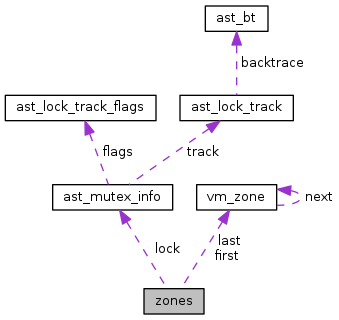 ast_bt
backtrace
ast_lock_track_flags
ast_lock_track
flags
track
ast_mutex_info
vm_zone
next
lock
last
first
zones